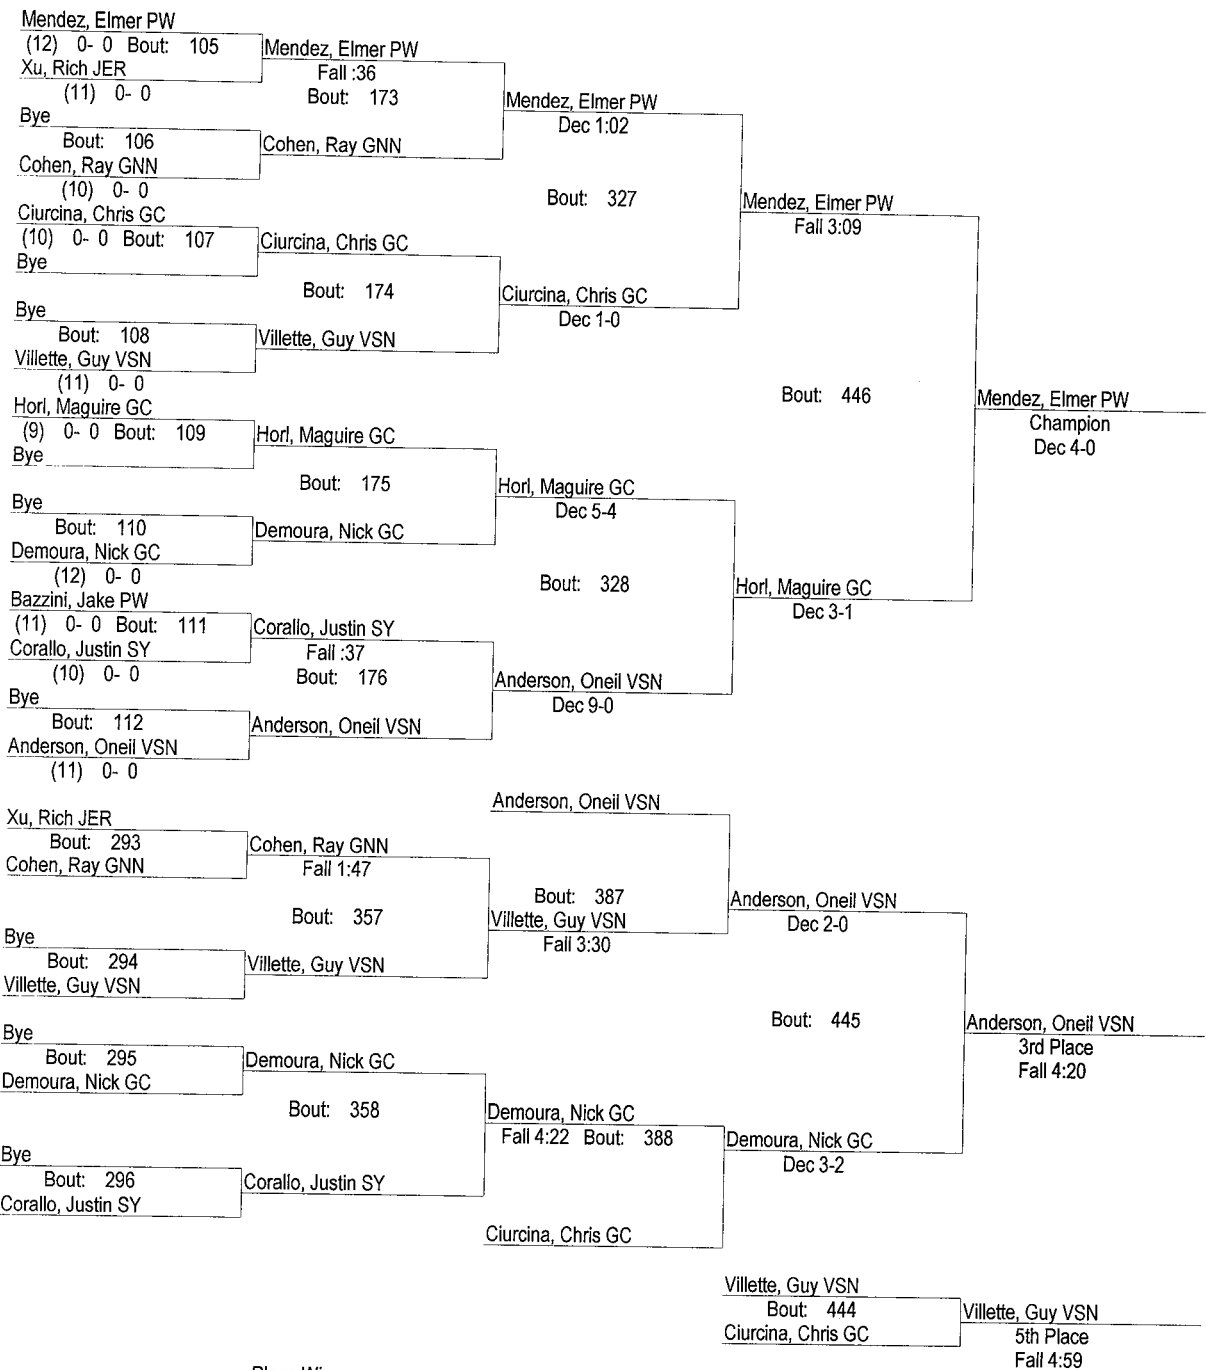 Mendez, Elmer PW
(12) 0- 0 Bout: 105
Xu, Rich JER
(11) 0- 0
Mendez, Elmer PW
Fall :36
Bout: 173
Bye
Bout: 106
Cohen, Ray GNN
(10) 0- 0
Cohen, Ray GNN
Mendez, Elmer PW
Dec 1:02
Bout: 327
Ciurcina, Chris GC
(10) 0- 0 Bout: 107
Bye
Ciurcina, Chris GC
Bout: 174
Bye
Bout: 108
Villette, Guy VSN
(11) 0- 0
Villette, Guy VSN
Ciurcina, Chris GC
Dec 1-0
Mendez, Elmer PW
Fall 3:09
Bout: 446
Mendez, Elmer PW
Champion
Dec 4-0
Horl, Maguire GC
(9) 0- 0 Bout: 109
Bye
Horl, Maguire GC
Bout: 175
Bye
Bout: 110
Demoura, Nick GC
(12) 0- 0
Demoura, Nick GC
Horl, Maguire GC
Dec 5-4
Bout: 328
Horl, Maguire GC
Dec 3-1
Bazzini, Jake PW
(11) 0- 0 Bout: 111
Corallo, Justin SY
(10) 0- 0
Corallo, Justin SY
Fall :37
Bout: 176
Bye
Bout: 112
Anderson, Oneil VSN
(11) 0- 0
Anderson, Oneil VSN
Anderson, Oneil VSN
Dec 9-0
Xu, Rich JER
Bout: 293
Cohen, Ray GNN
Cohen, Ray GNN
Fall 1:47
Bout: 357
Bye
Bout: 294
Villette, Guy VSN
Villette, Guy VSN
Anderson, Oneil VSN
Bout: 387
Villette, Guy VSN
Fall 3:30
Anderson, Oneil VSN
Dec 2-0
Bout: 445
Anderson, Oneil VSN
3rd Place
Fall 4:20
Bye
Bout: 295
Demoura, Nick GC
Demoura, Nick GC
Bout: 358
Bye
Bout: 296
Corallo, Justin SY
Corallo, Justin SY
Demoura, Nick GC
Fall 4:22 Bout: 388
Ciurcina, Chris GC
Demoura, Nick GC
Dec 3-2
Villette, Guy VSN
Bout: 444
Ciurcina, Chris GC
Villette, Guy VSN
5th Place
Fall 4:59